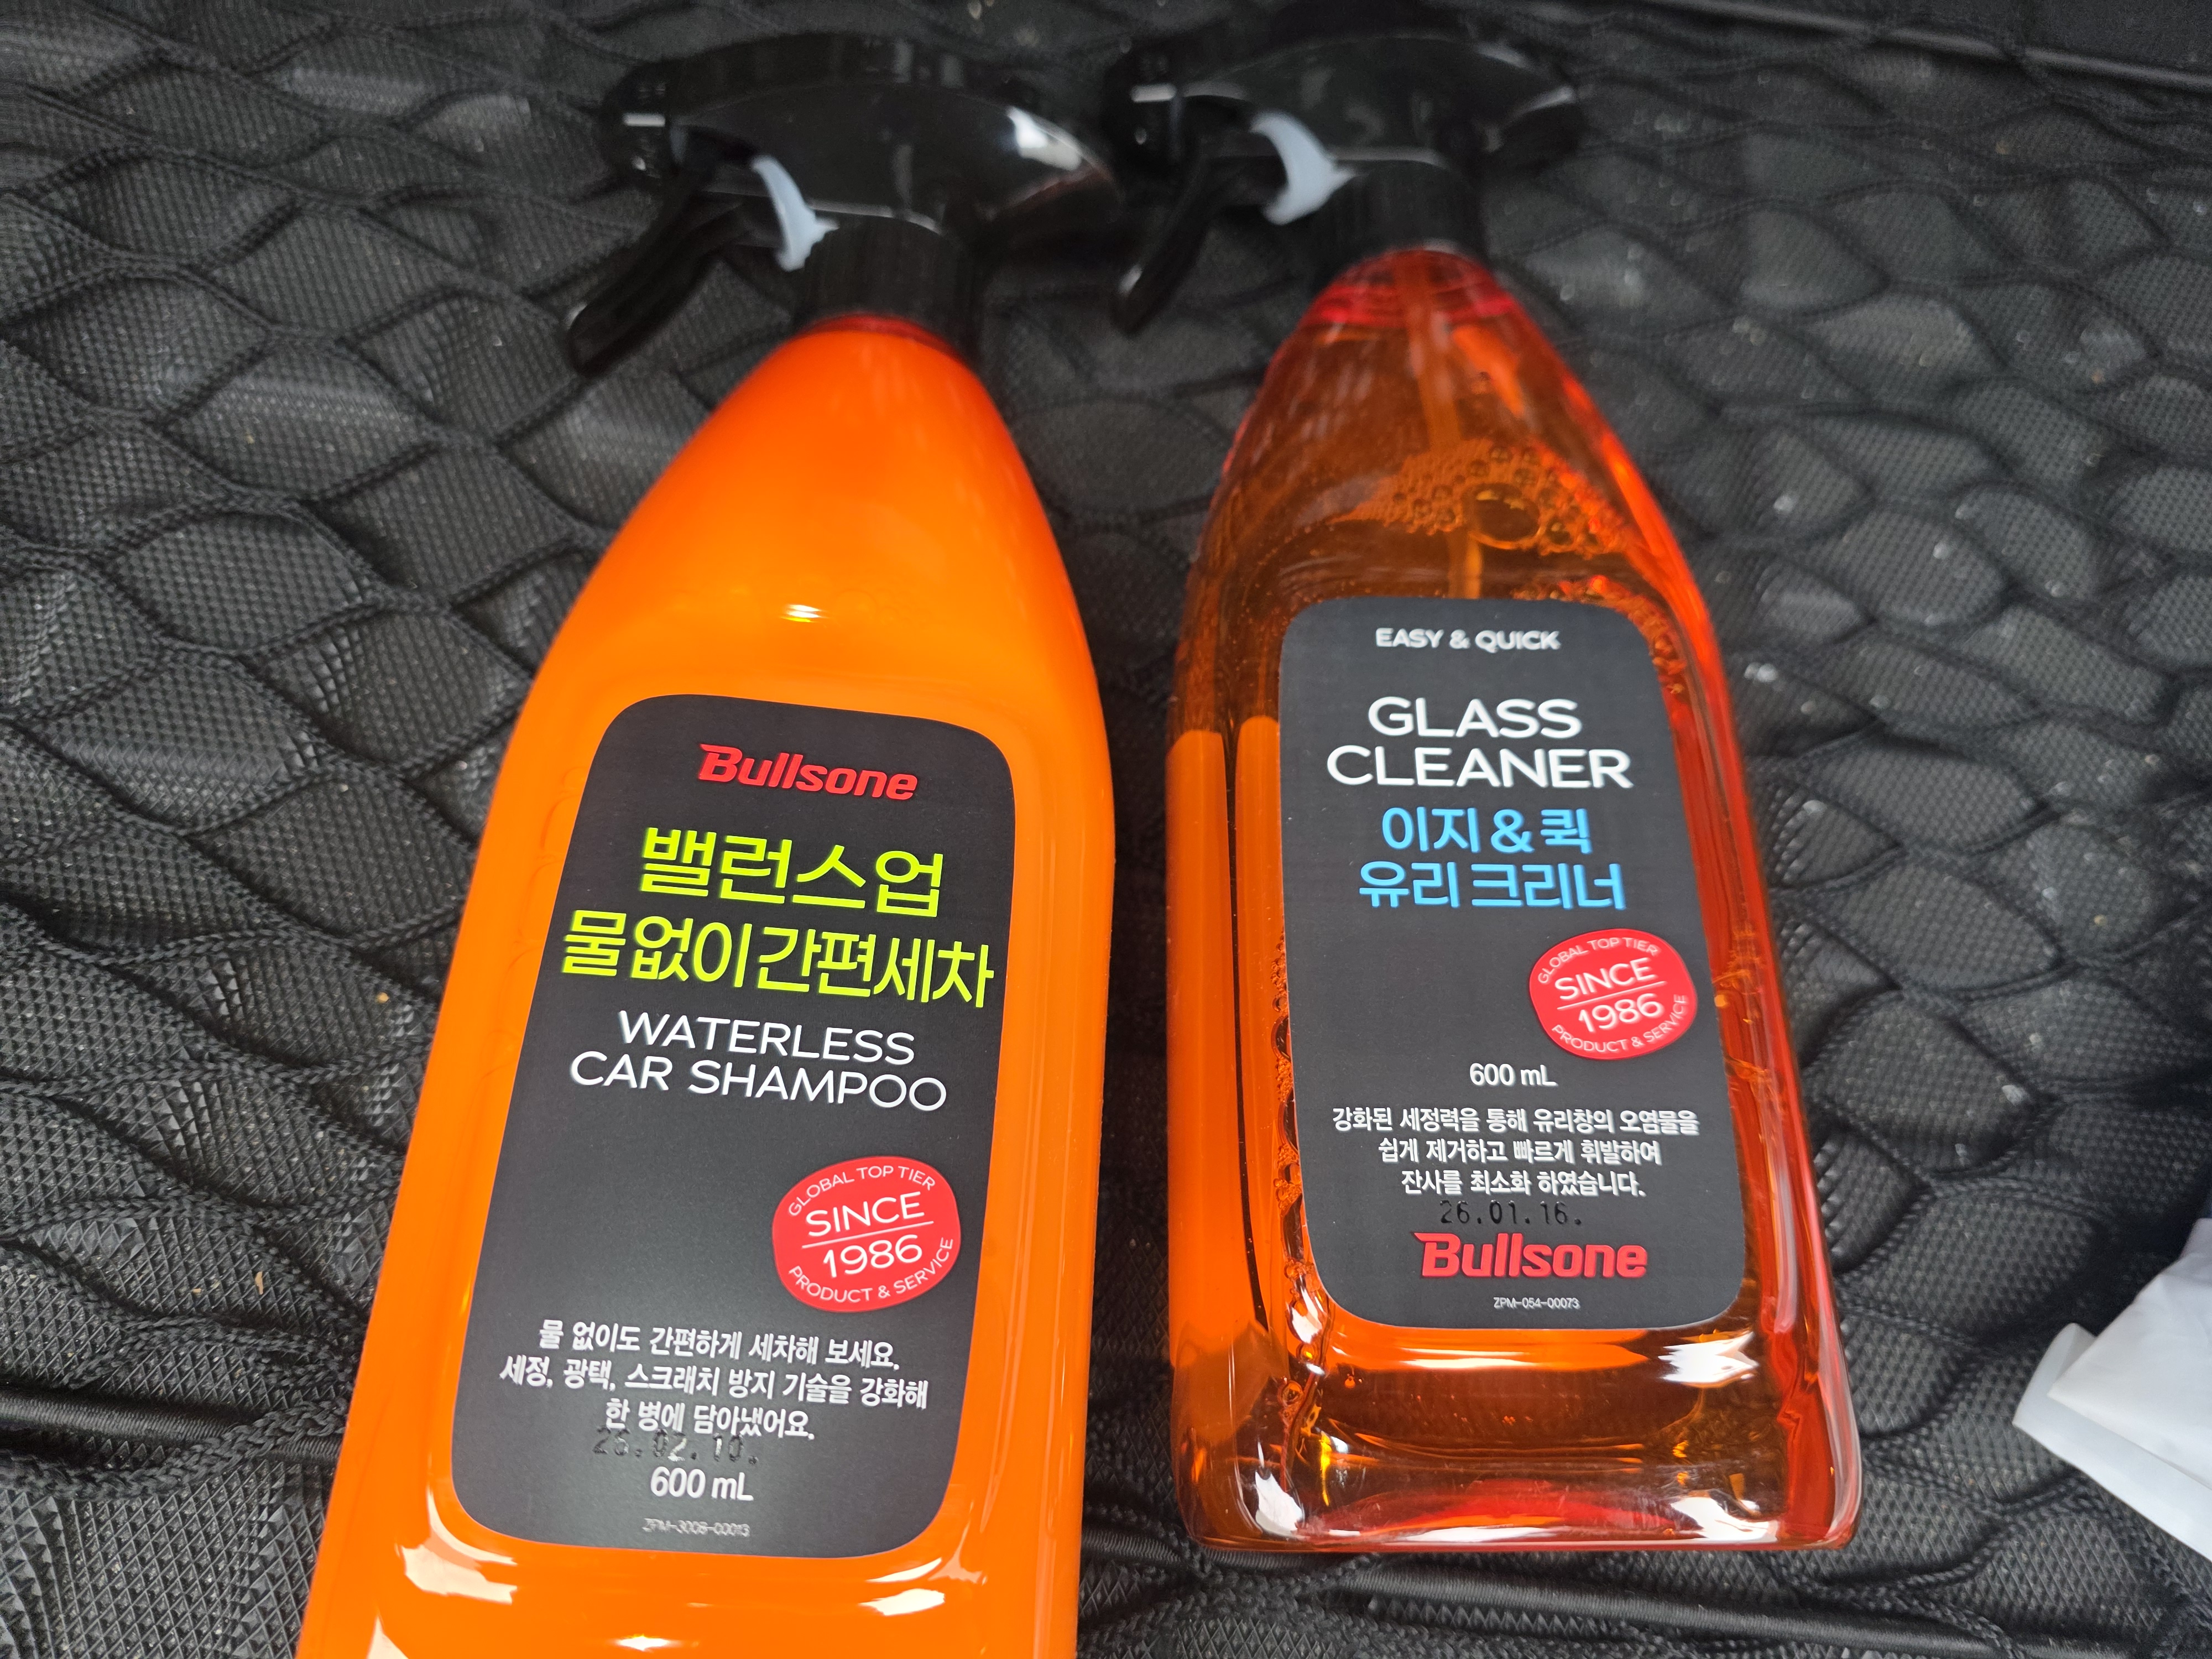 Bullsone
밸런스업
물없이간편세차
WATERLESS
CAR SHAMPOO
GLOBAL TOP TIER
SINCE
1986
PRODUCT & SERVICE
물 없이도 간편하게 세차해 보세요.
세정, 광택, 스크래치 방지 기술을 강화해
한 병에 담아냈어요.
26.02.10.
600 mL
EASY & QUICK
GLASS
CLEANER
이지&퀵
유리크리너
GLOBAL TOP TIER
SINCE
1986
PRODUCT & SERVICE
600 mL
강화된 세정력을 통해 유리창의 오염물을
쉽게 제거하고 빠르게 휘발하여
잔사를 최소화 하였습니다.
26.01.16.
Bullsone
ZPM-054-00073